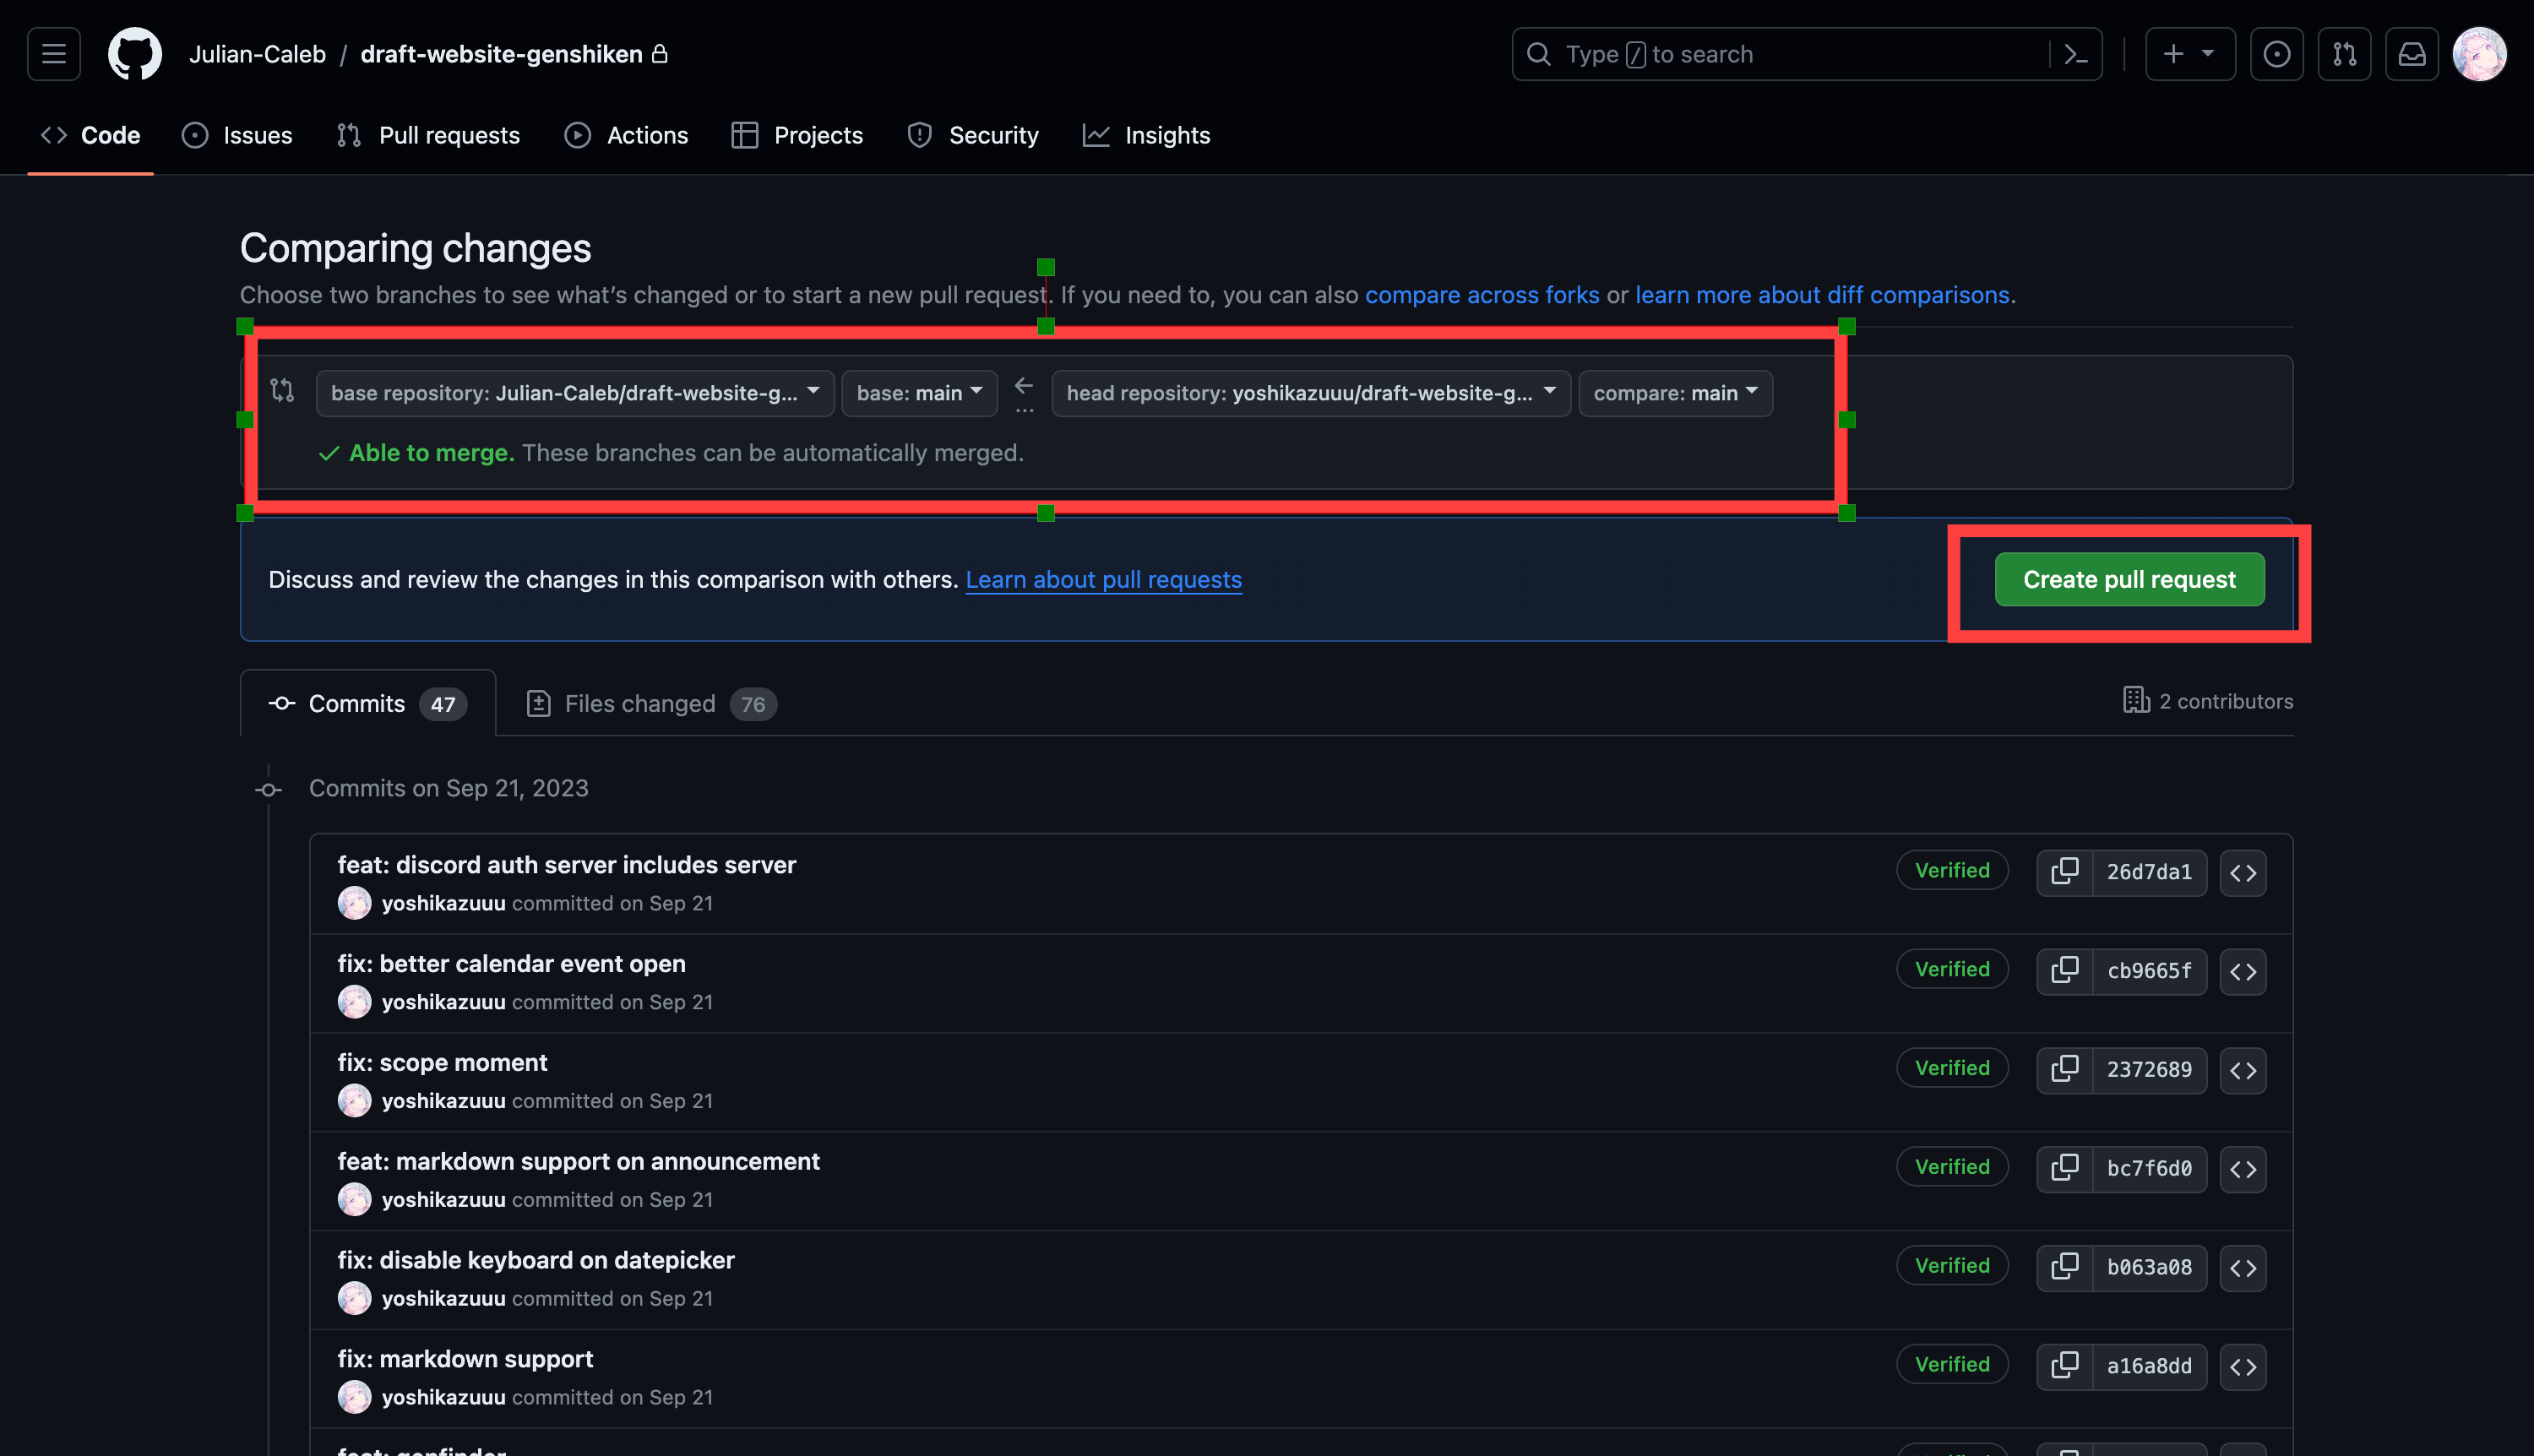 Julian-Caleb / draft-website-genshiken
Type / to search
Code Issues Pull requests Actions Projects Security Insights
Comparing changes
Choose two branches to see what's changed or to start a new pull request. If you need to, you can also compare across forks or learn more about diff comparisons.
base repository: Julian-Caleb/draft-website-g... base: main ... head repository: yoshikazuuu/draft-website-g... compare: main
Able to merge. These branches can be automatically merged.
Discuss and review the changes in this comparison with others. Learn about pull requests
Create pull request
Commits 47 Files changed 76
2 contributors
Commits on Sep 21, 2023
feat: discord auth server includes server
yoshikazuuu committed on Sep 21
Verified 26d7da1
fix: better calendar event open
yoshikazuuu committed on Sep 21
Verified cb9665f
fix: scope moment
yoshikazuuu committed on Sep 21
Verified 2372689
feat: markdown support on announcement
yoshikazuuu committed on Sep 21
Verified bc7f6d0
fix: disable keyboard on datepicker
yoshikazuuu committed on Sep 21
Verified b063a08
fix: markdown support
yoshikazuuu committed on Sep 21
Verified a16a8dd